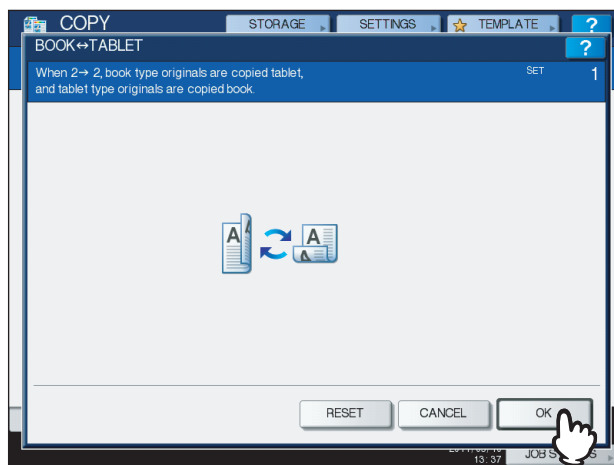 COPY
STORAGE
SETTINGS
TEMPLATE
?
BOOK↔TABLET
?
When 2→ 2, book type originals are copied tablet,
and tablet type originals are copied book.
SET 1
A
A
RESET
CANCEL
OK
13: 37
JOB S